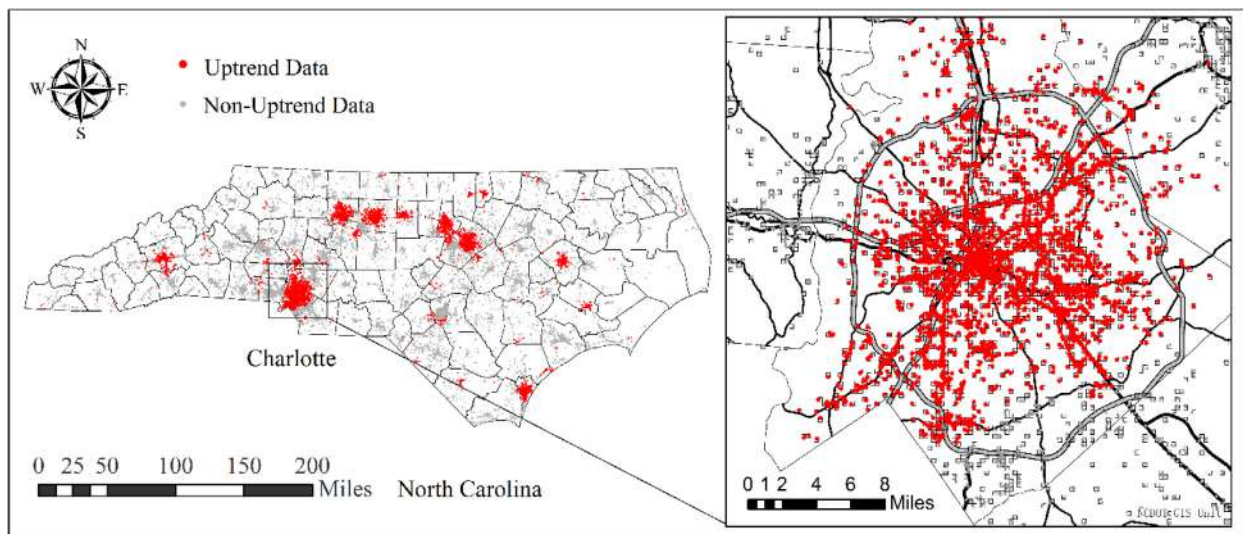 N
W E
S
Uptrend Data
Non-Uptrend Data
Charlotte
0 25 50 100 150 200
Miles
North Carolina
0 1 2 4 6 8
Miles